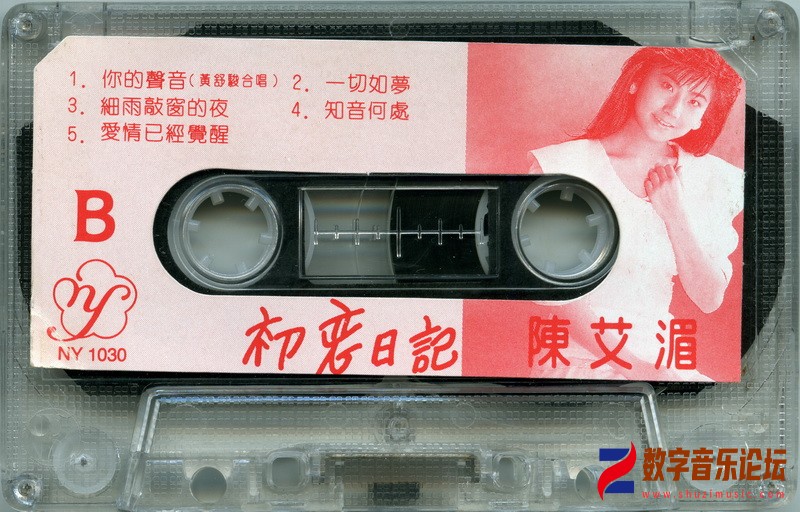 1. 你的聲音(黃舒駿合唱) 2. 一切如夢
3. 細雨敲窗的夜 4. 知音何處
5. 愛情已經覺醒
B
ny
NY 1030
初恋日記 陳艾湄
数字音乐论坛
www.shuzimusic.com